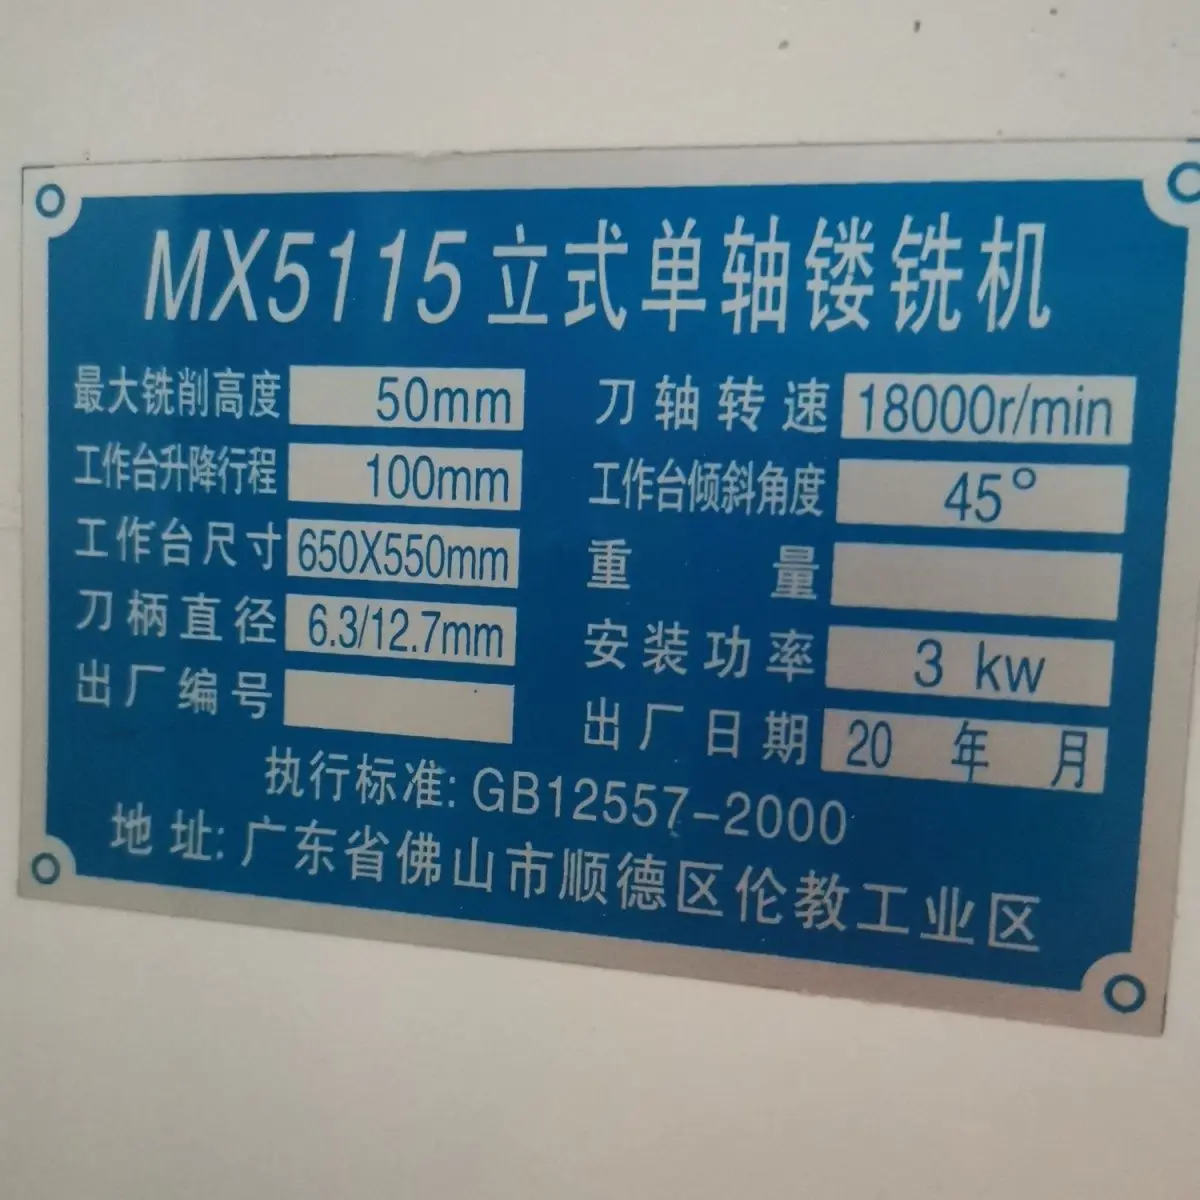 MX5115立式单轴镂铣机
最大铣削高度 50mm 刀轴转速 18000r/min
工作台升降行程 100mm 工作台倾斜角度 45°
工作台尺寸 650X550mm 重量
刀柄直径 6.3/12.7mm 安装功率 3 kw
出厂编号 出厂日期 20 年 月
执行标准: GB12557-2000
地址: 广东省佛山市顺德区伦教工业区